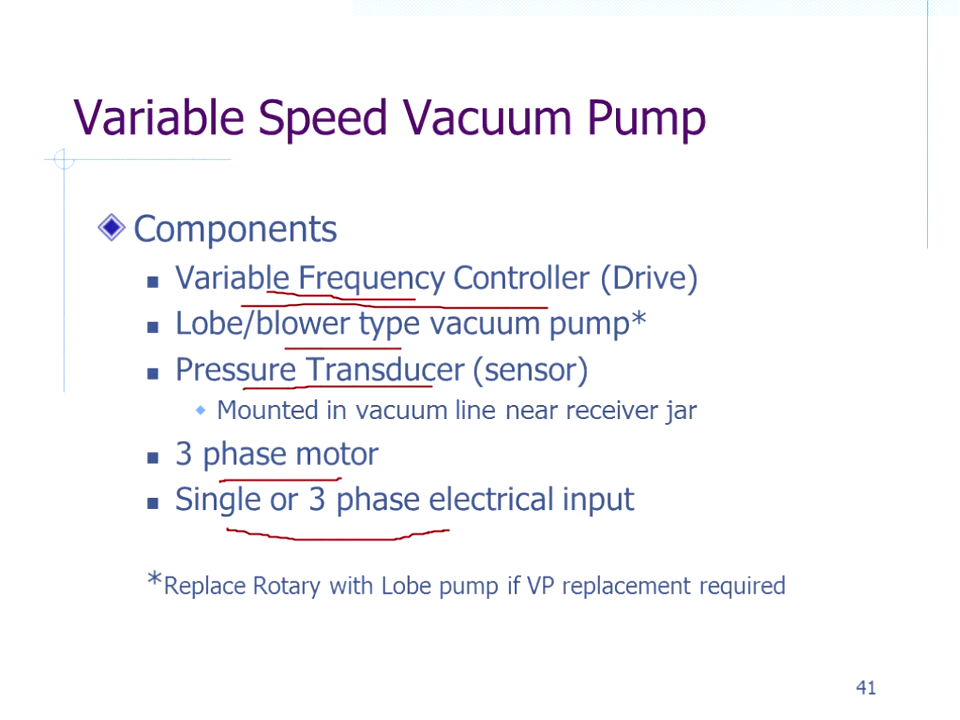 Variable Speed Vacuum Pump
Components
Variable Frequency Controller (Drive)
Lobe/blower type vacuum pump*
Pressure Transducer (sensor)
Mounted in vacuum line near receiver jar
3 phase motor
Single or 3 phase electrical input
*Replace Rotary with Lobe pump if VP replacement required
41